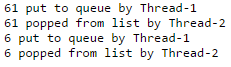 61 put to queue by Thread-1
61 popped from list by Thread-2
6 put to queue by Thread-1
6 popped from list by Thread-2